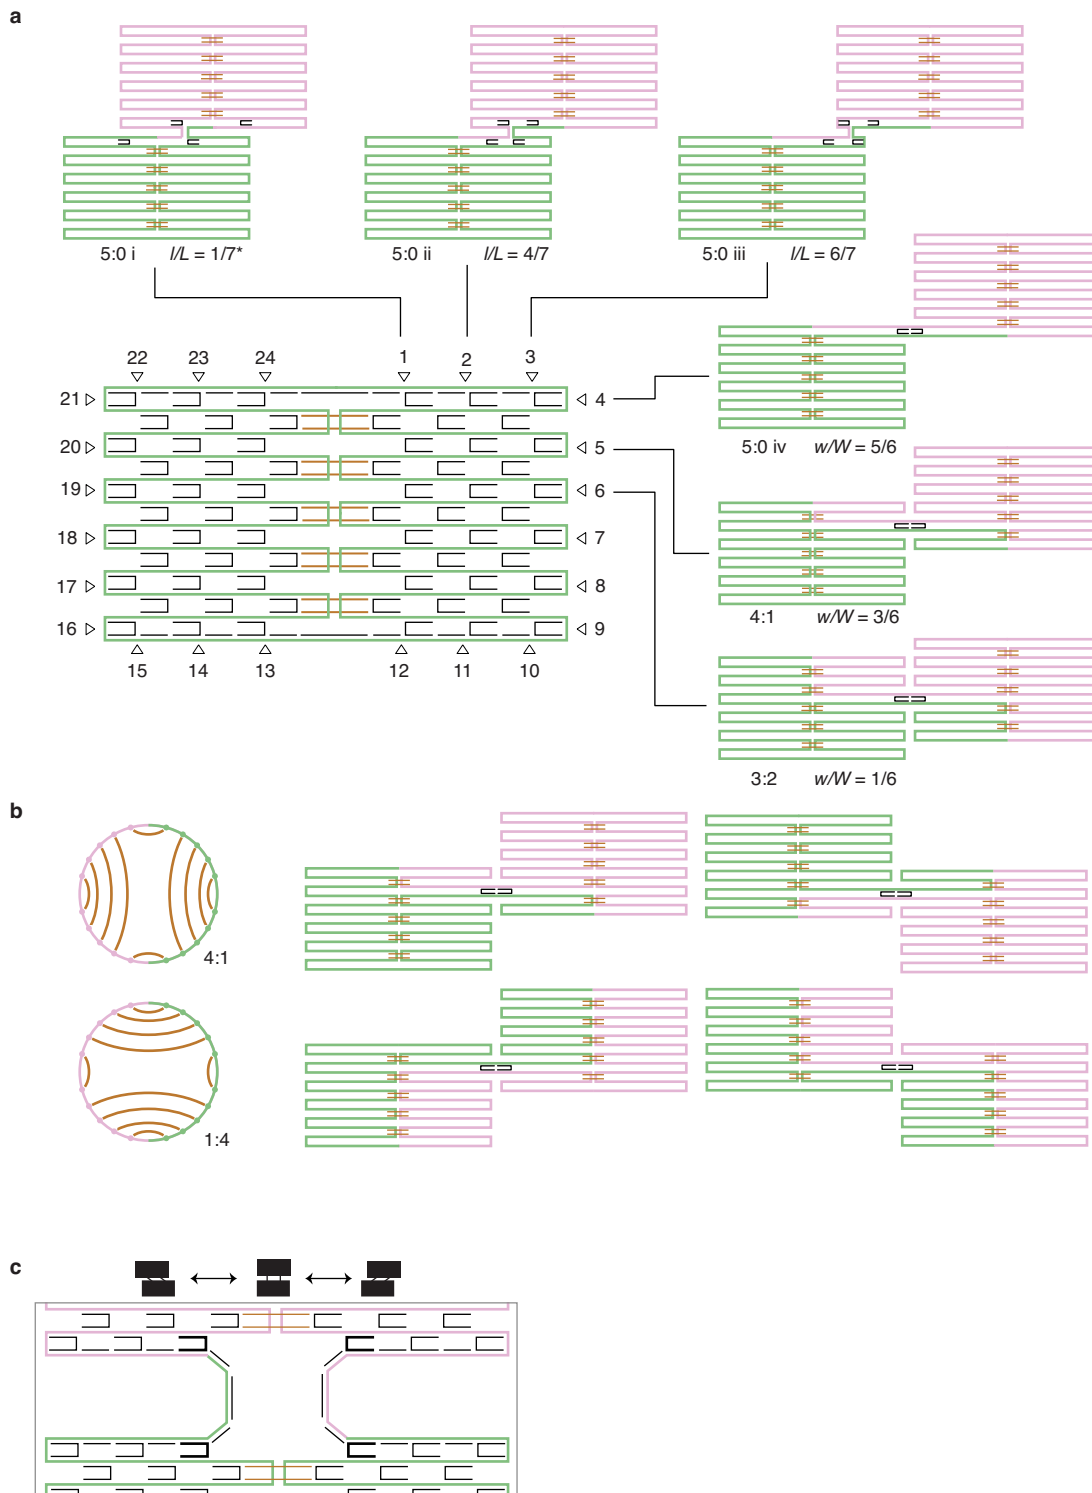 a
5:0 i l/L = 1/7*
5:0 ii l/L = 4/7
5:0 iii l/L = 6/7
22 23 24 1 2 3
21 4
20 5
19 6
18 7
17 8
16 9
15 14 13 12 11 10
5:0 iv w/W = 5/6
4:1 w/W = 3/6
3:2 w/W = 1/6
b
4:1
1:4
c